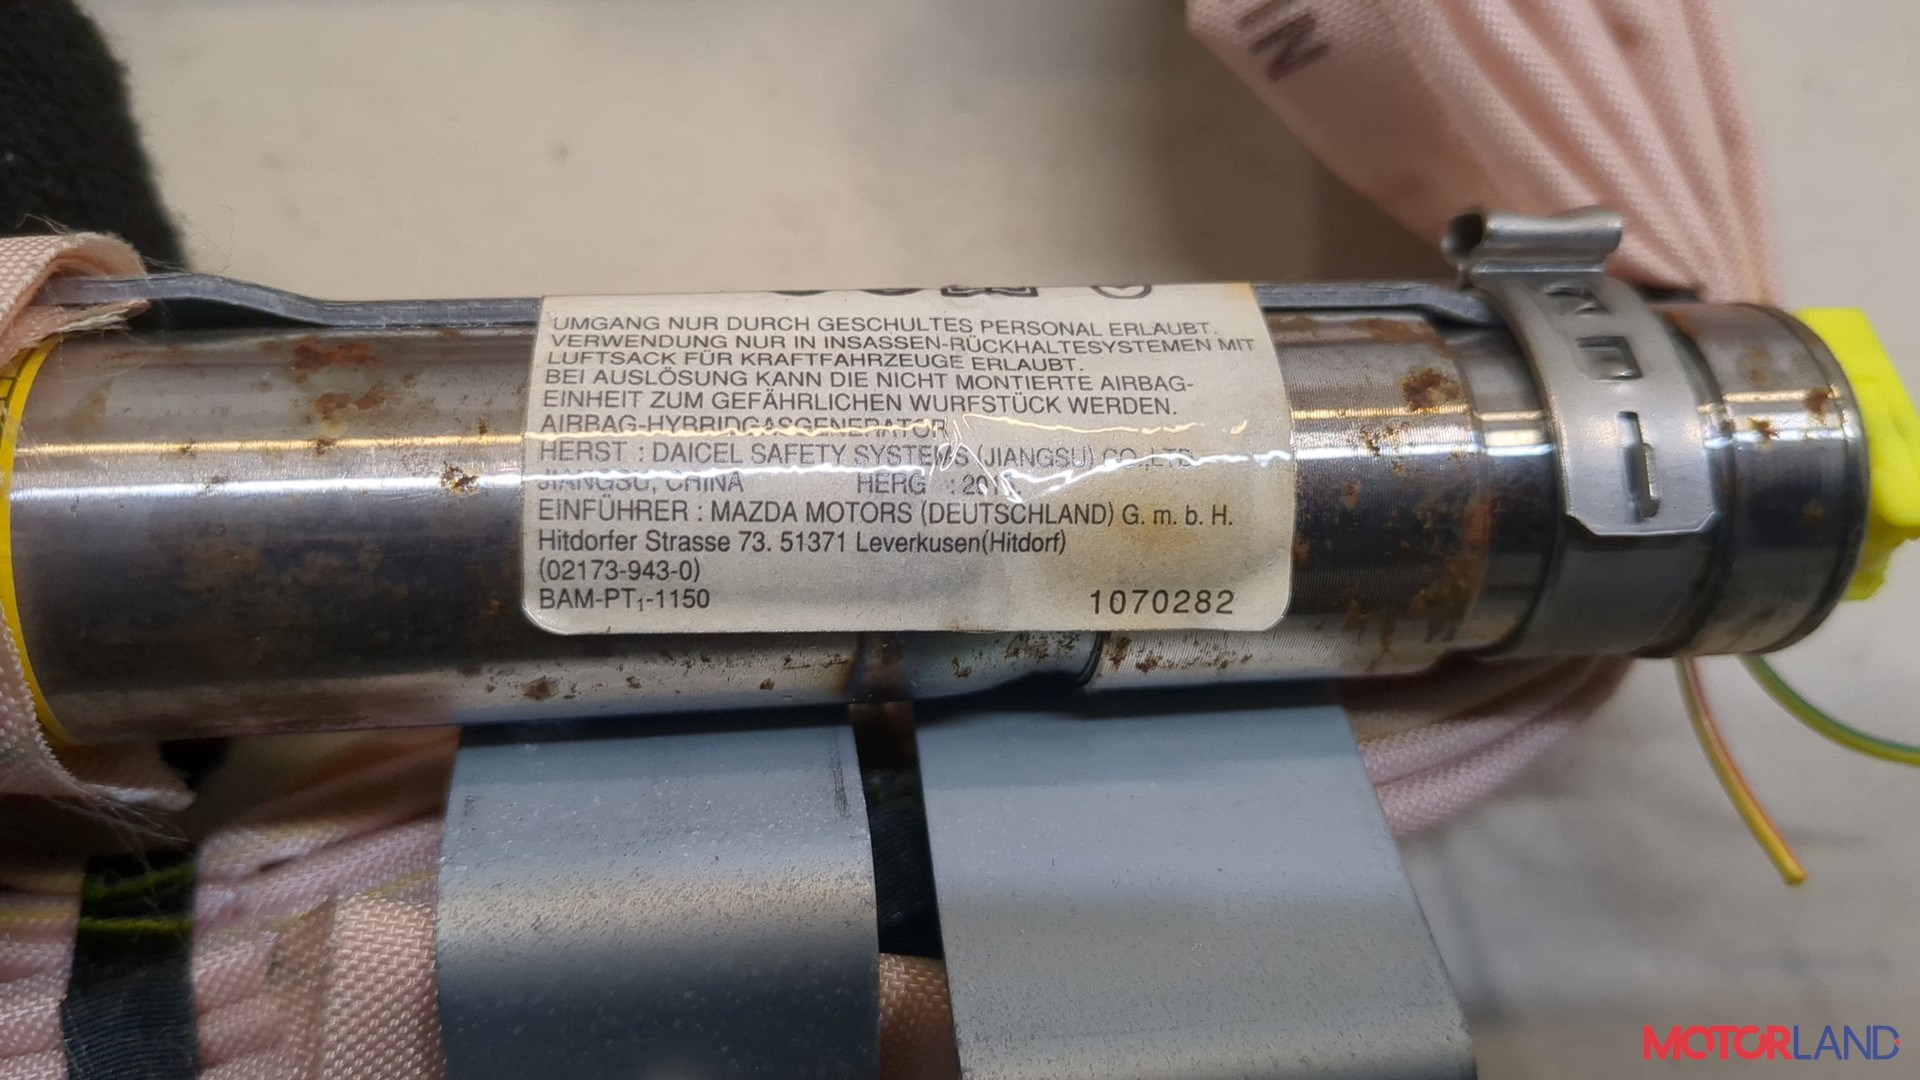 IN
UMGANG NUR DURCH GESCHULTES PERSONAL ERLAUBT.
VERWENDUNG NUR IN INSASSEN-RÜCKHALTESYSTEMEN MIT
LUFTSACK FÜR KRAFTFAHRZEUGE ERLAUBT.
BEI AUSLÖSUNG KANN DIE NICHT MONTIERTE AIRBAG-
EINHEIT ZUM GEFÄHRLICHEN WURFSTÜCK WERDEN.
AIRBAG-HYBRIDGASGENERATOR
HERST : DAICEL SAFETY SYSTEMS (JIANGSU) CO.,LTD
JIANGSU, CHINA HERG :
EINFÜHRER : MAZDA MOTORS (DEUTSCHLAND) G. m. b. H.
Hitdorfer Strasse 73. 51371 Leverkusen(Hitdorf)
(02173-943-0)
BAM-PT₁-1150 1070282
MOTORLAND